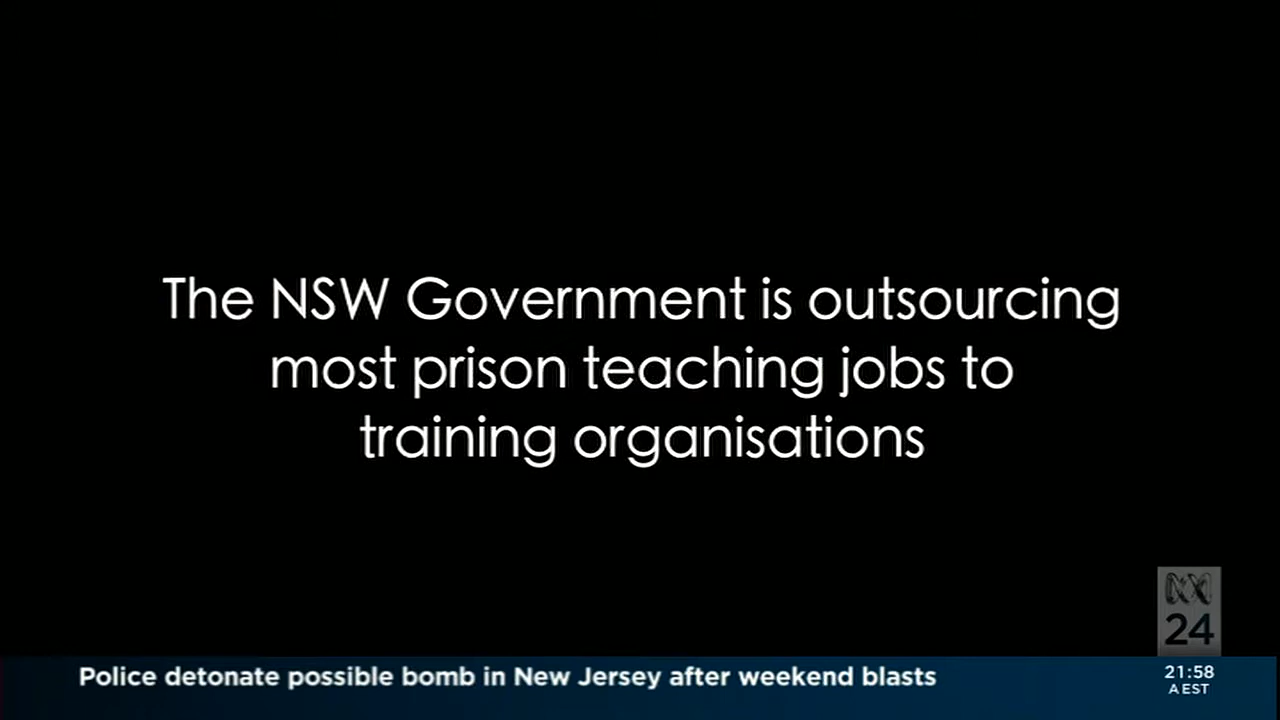 The NSW Government is outsourcing
most prison teaching jobs to
training organisations
24
Police detonate possible bomb in New Jersey after weekend blasts
21:58
AEST